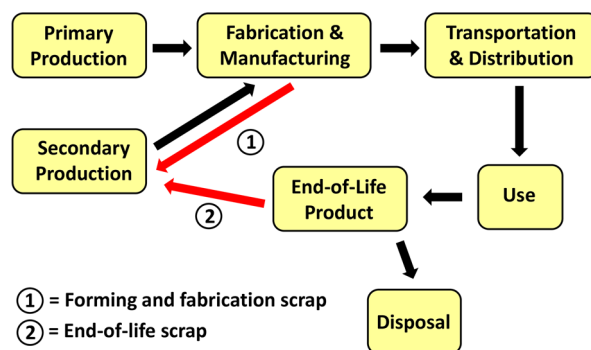 Primary
Production
Fabrication &
Manufacturing
Transportation
& Distribution
Secondary
Production
1
End-of-Life
Product
Use
2
Disposal
1 = Forming and fabrication scrap
2 = End-of-life scrap